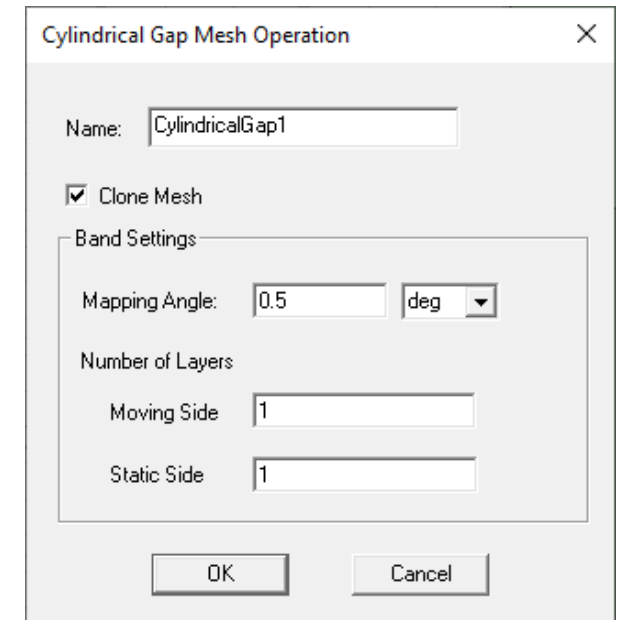 Cylindrical Gap Mesh Operation
Name: CylindricalGap1
Clone Mesh
Band Settings
Mapping Angle: 0.5 deg
Number of Layers
Moving Side 1
Static Side 1
OK Cancel